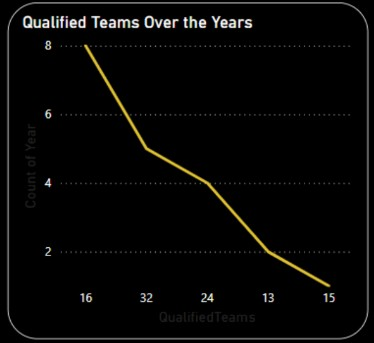 Qualified Teams Over the Years
8
6
4
2
Count of Year
16 32 24 13 15
QualifiedTeams